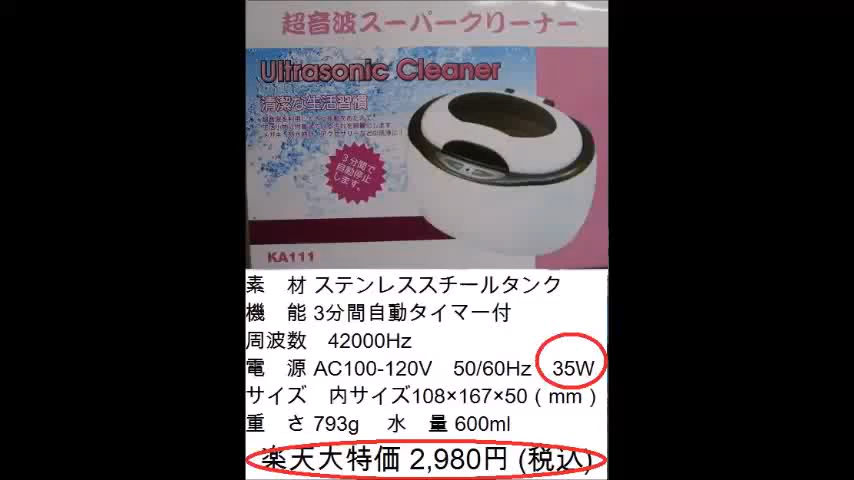 超音波スーパークリーナー
Ultrasonic Cleaner
清潔な生活習慣
3分間で
自動停止
します。
KA111
素　材 ステンレススチールタンク
機　能 3分間自動タイマー付
周波数　42000Hz
電　源 AC100-120V　50/60Hz　35W
サイズ　内サイズ108×167×50（mm）
重　さ 793g　水　量 600ml
楽天大特価 2,980円 (税込)